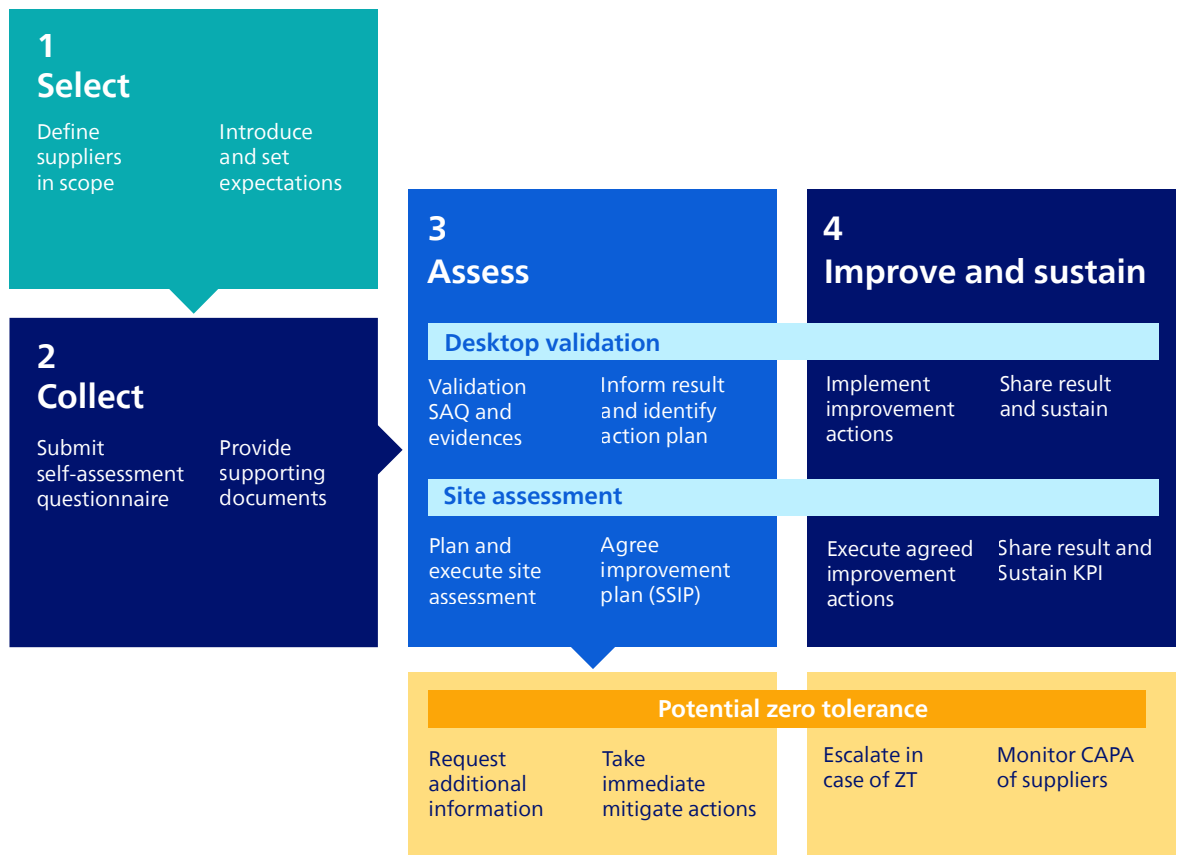 1
Select
Define
suppliers
in scope
Introduce
and set
expectations
2
Collect
Submit
self-assessment
questionnaire
Provide
supporting
documents
3
Assess
4
Improve and sustain
Desktop validation
Validation
SAQ and
evidences
Inform result
and identify
action plan
Implement
improvement
actions
Share result
and sustain
Site assessment
Plan and
execute site
assessment
Agree
improvement
plan (SSIP)
Execute agreed
improvement
actions
Share result and
Sustain KPI
Potential zero tolerance
Request
additional
information
Take
immediate
mitigate actions
Escalate in
case of ZT
Monitor CAPA
of suppliers